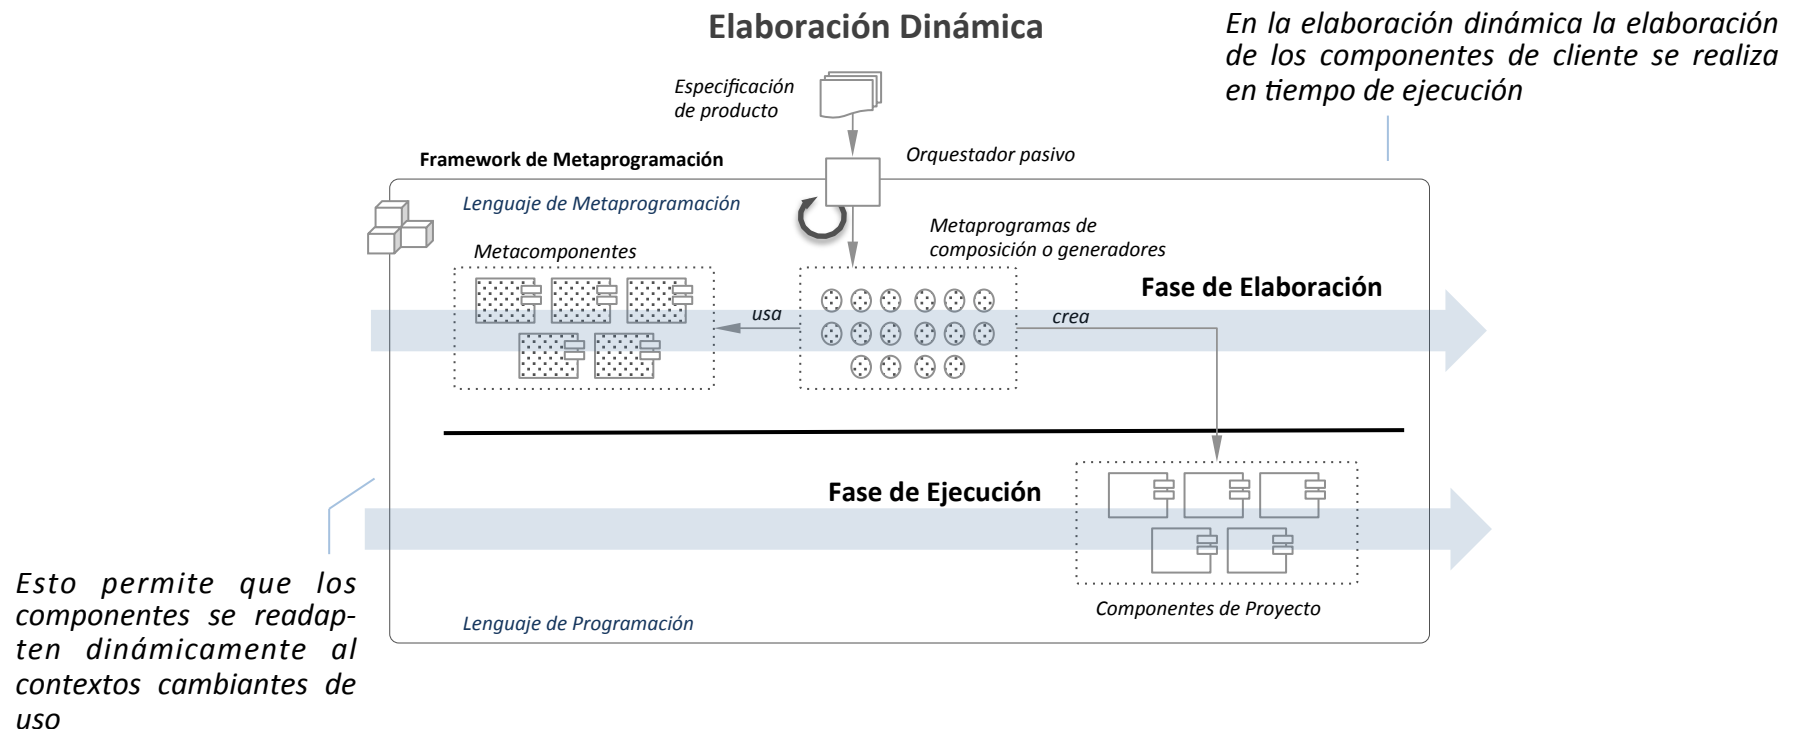 Elaboración Dinámica
En la elaboración dinámica la elaboración
de los componentes de cliente se realiza
en tiempo de ejecución
Especificación
de producto
Framework de Metaprogramación
Orquestador pasivo
Lenguaje de Metaprogramación
Metaprogramas de
composición o generadores
Metacomponentes
Fase de Elaboración
usa
crea
Fase de Ejecución
Esto permite que los
componentes se readap-
ten dinámicamente al
contextos cambiantes de
uso
Componentes de Proyecto
Lenguaje de Programación